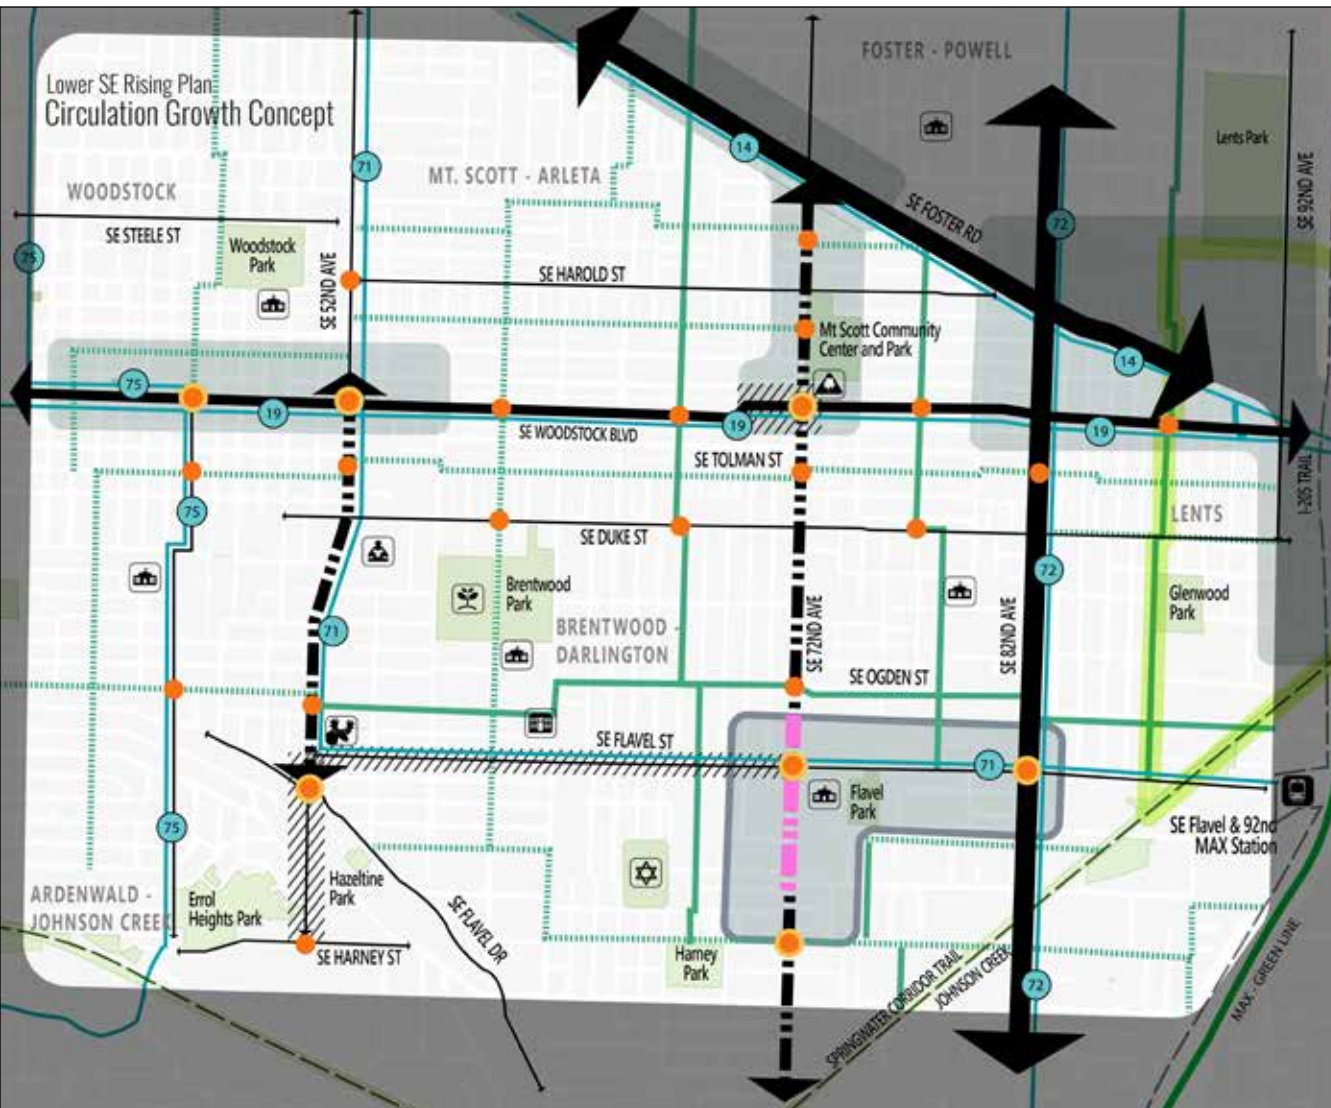 FOSTER - POWELL
Lower SE Rising Plan
Circulation Growth Concept
Lents Park
14
71
MT. SCOTT - ARLETA
WOODSTOCK
SE 92ND AVE
SE FOSTER RD
72
SE STEELE ST
Woodstock
Park
75
SE 52ND AVE
SE HAROLD ST
Mt Scott Community
Center and Park
14
75
19
19
19
SE WOODSTOCK BLVD
SE TOLMAN ST
I-205 TRAIL
75
LENTS
SE DUKE ST
72
Brentwood
Park
Glenwood
Park
SE 72ND AVE
SE 82ND AVE
71
BRENTWOOD -
DARLINGTON
SE OGDEN ST
SE FLAVEL ST
71
Flavel
Park
75
SE Flavel & 92nd
MAX Station
ARDENWALD -
JOHNSON CREEK
Errol
Heights Park
Hazeltine
Park
SE FLAVEL DR
SE HARNEY ST
Harney
Park
SPRINGWATER CORRIDOR TRAIL
JOHNSON CREEK
72
MAX - GREEN LINE